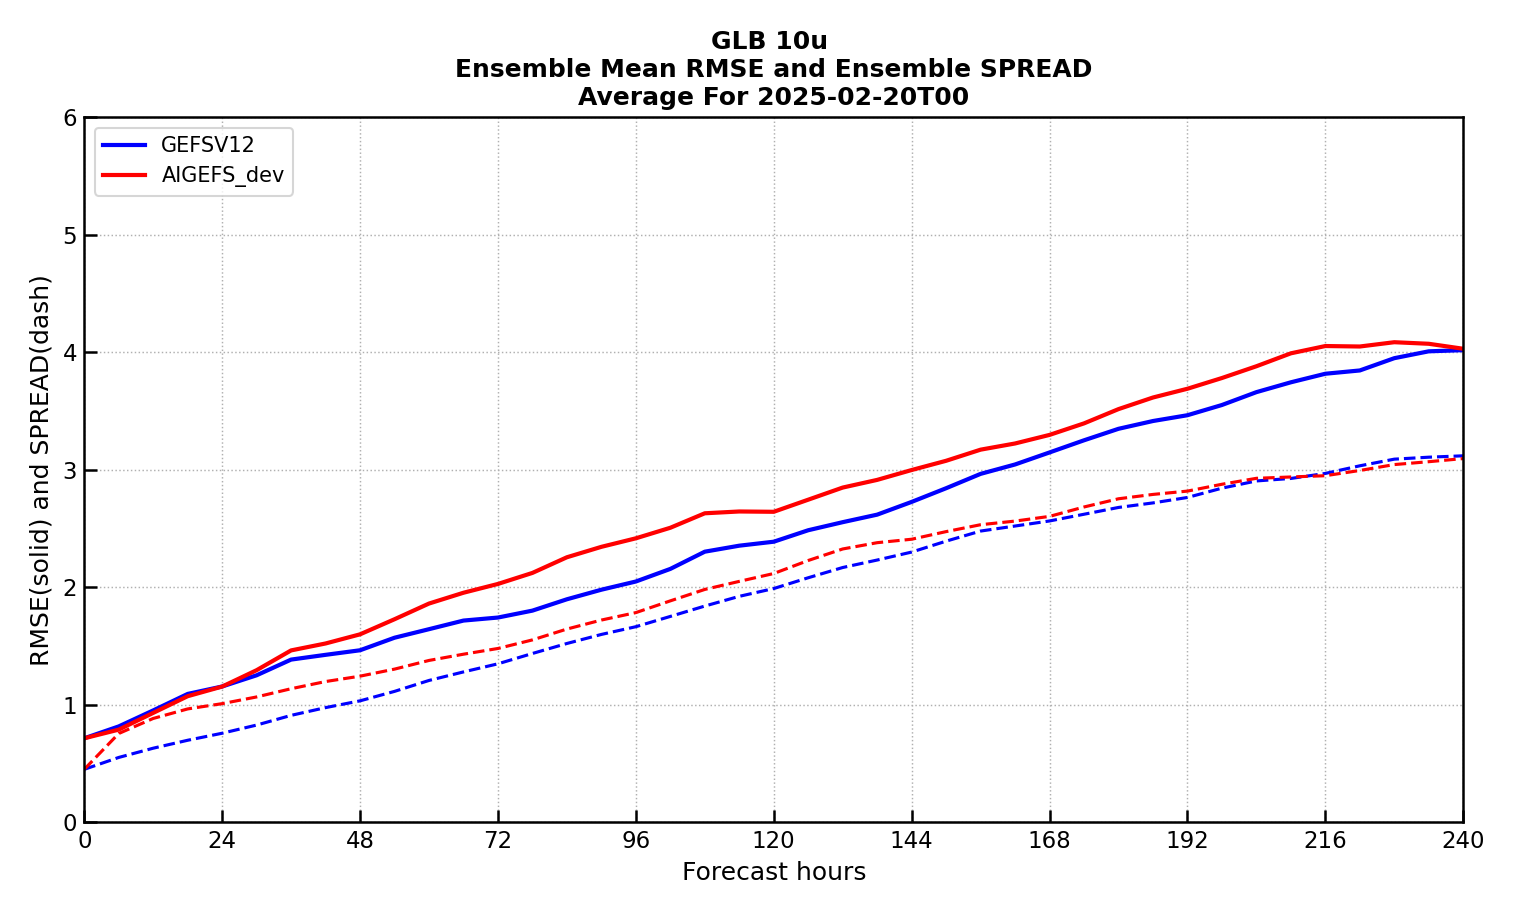 GLB 10u
Ensemble Mean RMSE and Ensemble SPREAD
Average For 2025-02-20T00
GEFSV12
AIGEFS_dev
RMSE(solid) and SPREAD(dash)
6
5
4
3
2
1
0
0 24 48 72 96 120 144 168 192 216 240
Forecast hours